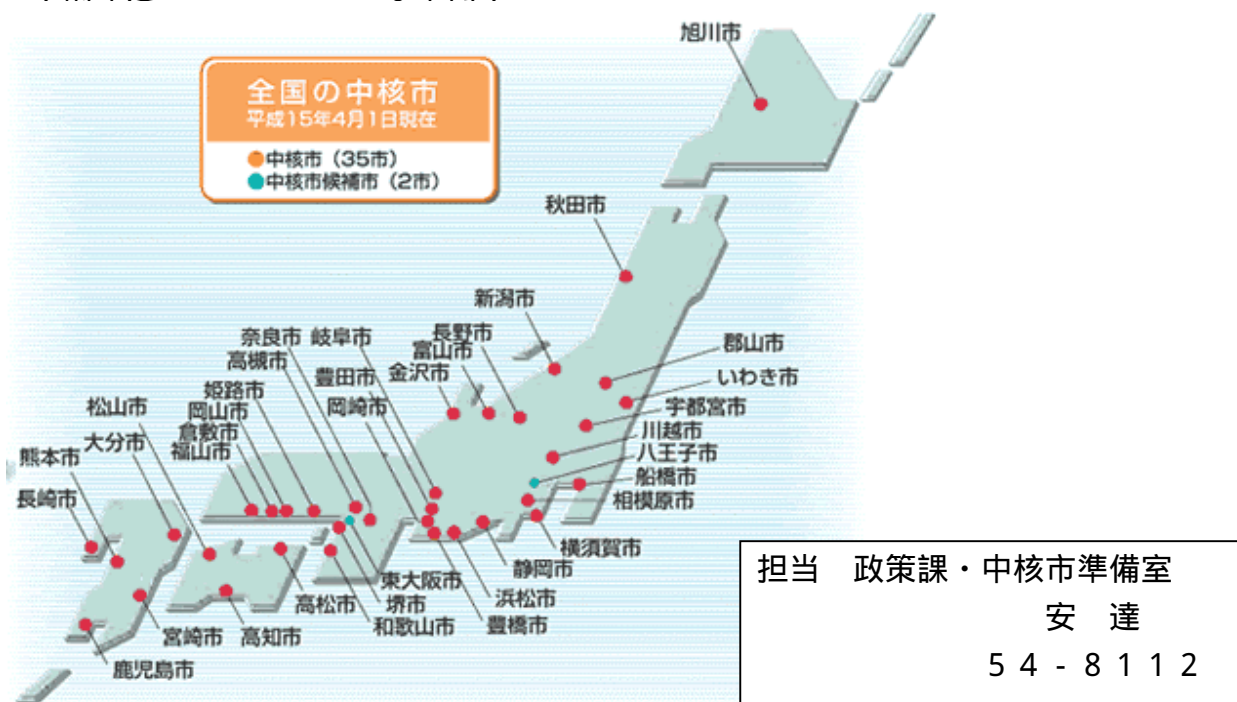 全国の中核市
平成15年4月1日現在
●中核市（35市）
●中核市候補市（2市）
旭川市
秋田市
新潟市
奈良市
岐阜市
長野市
高槻市
富山市
郡山市
豊田市
金沢市
いわき市
姫路市
松山市
岡山市
岡崎市
宇都宮市
倉敷市
川越市
大分市
福山市
八王子市
熊本市
船橋市
長崎市
相模原市
横須賀市
静岡市
東大阪市
浜松市
高松市
堺市
和歌山市
豊橋市
宮崎市
高知市
鹿児島市
担当　政策課・中核市準備室
安　達
５４-８１１２